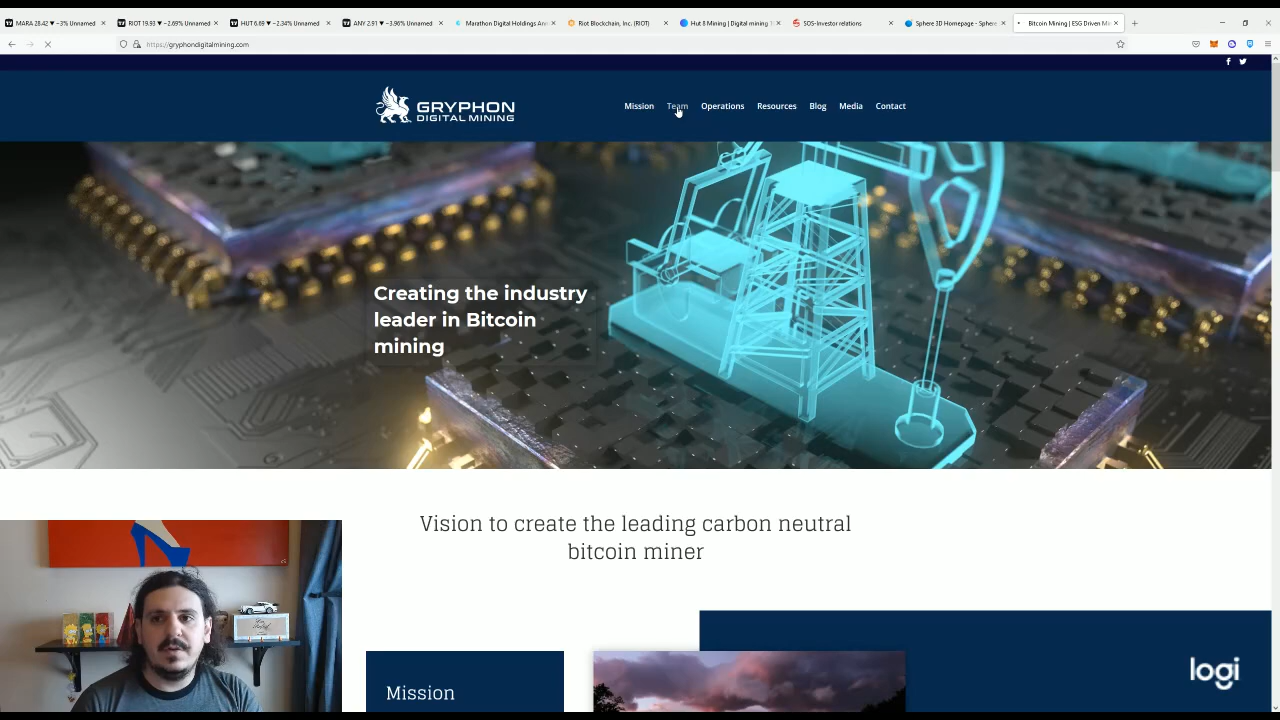 MARA 28.42 ▼ −3% Unnamed
RIOT 19.93 ▼ −2.69% Unnamed
HUT 6.69 ▼ −2.34% Unnamed
ANY 2.91 ▼ −3.96% Unnamed
Marathon Digital Holdings Ann
Riot Blockchain, Inc. (RIOT)
Hut 8 Mining | Digital mining
SOS-Investor relations
Sphere 3D Homepage - Sphere
Bitcoin Mining | ESG Driven Mi
https://gryphondigitalmining.com
GRYPHON
DIGITAL MINING
Mission Team Operations Resources Blog Media Contact
Creating the industry
leader in Bitcoin
mining
Vision to create the leading carbon neutral
bitcoin miner
Mission
logi